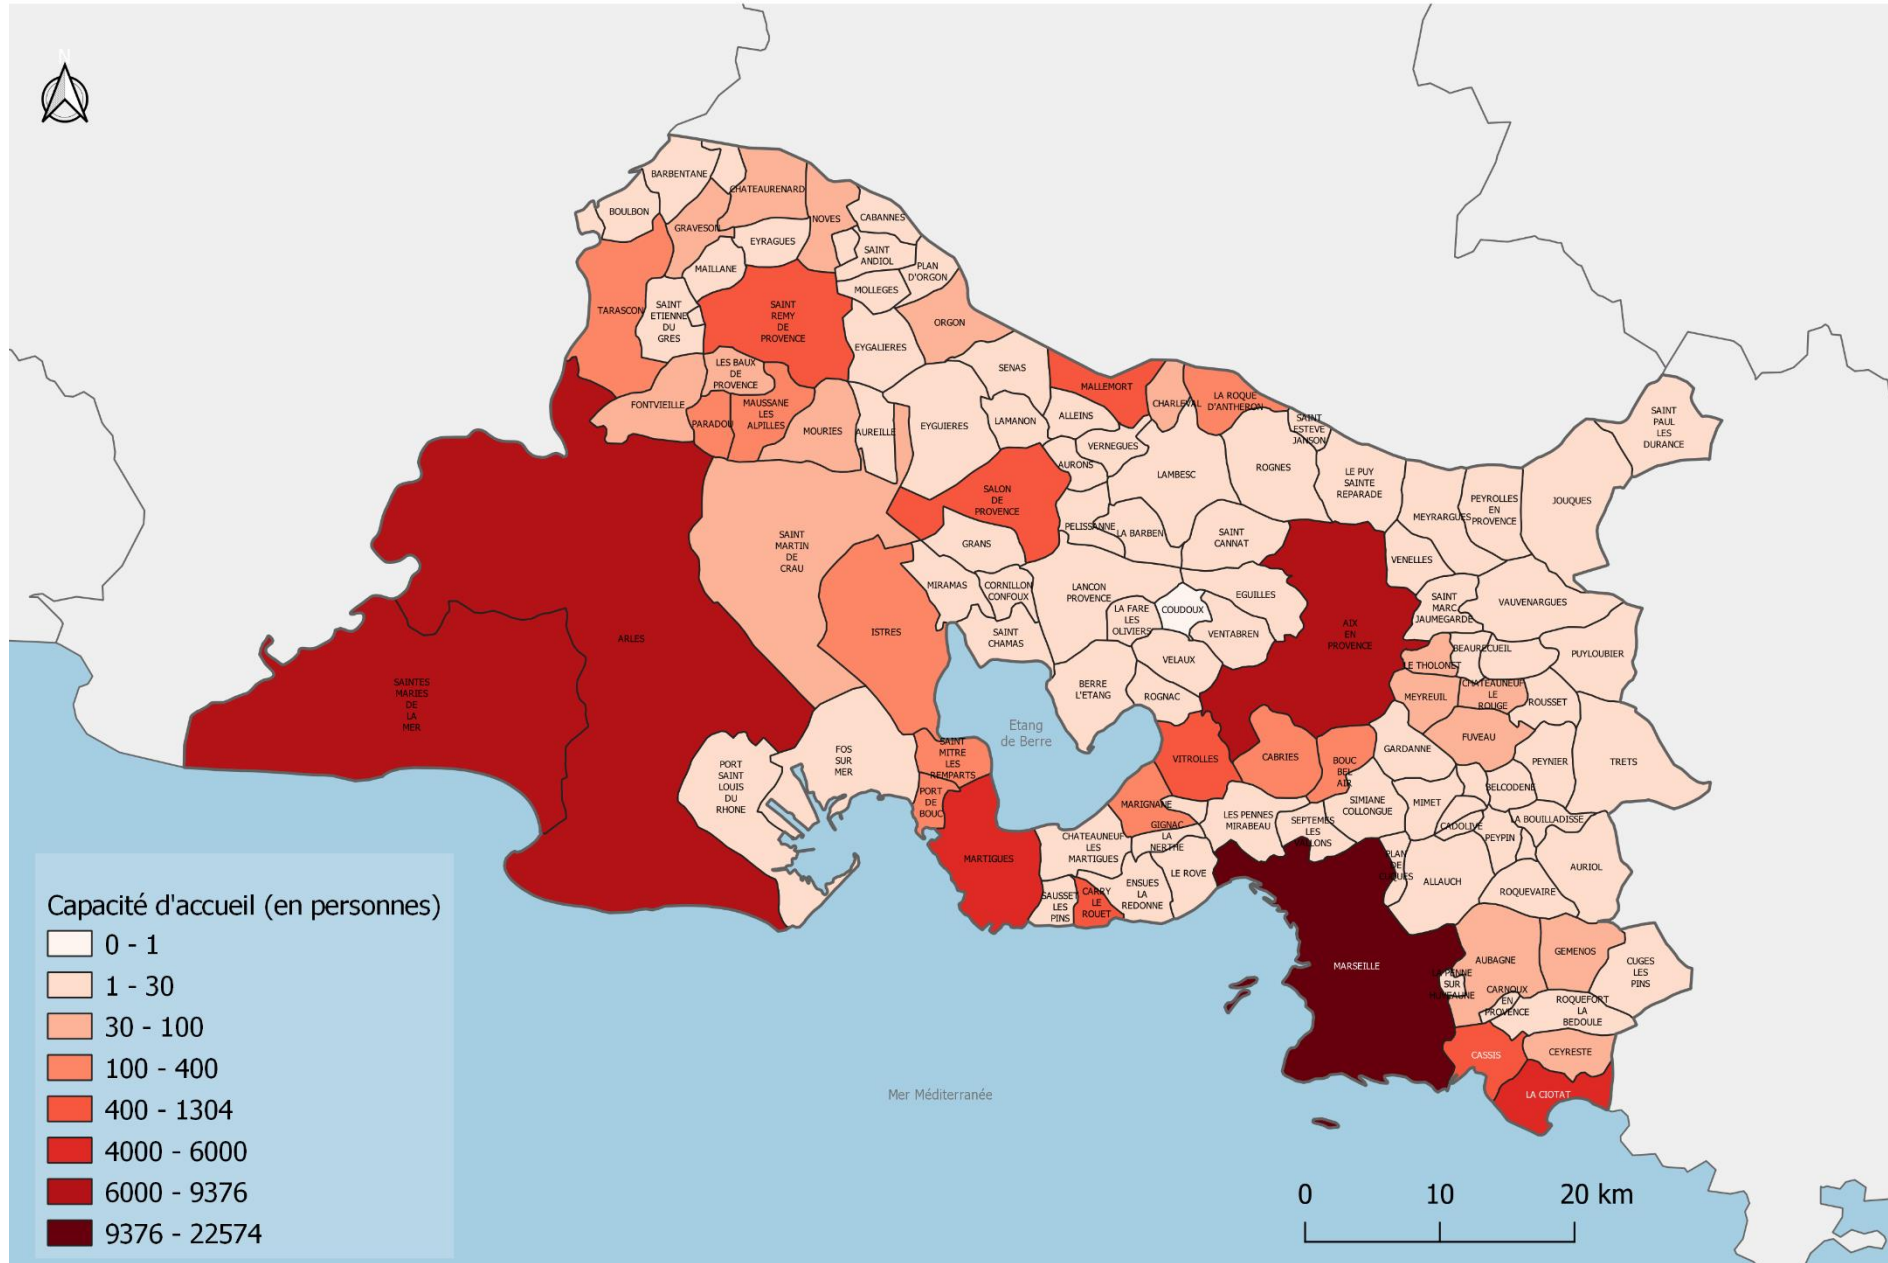 N
BARBENTANE
CHATEAURENARD
BOULBON
GRAVESON
NOVES
CABANNES
EYRAGUES
SAINT
ANDIOL
MAILLANE
PLAN
D'ORGON
MOLLEGES
TARASCON
SAINT
ETIENNE
DU
GRES
SAINT
REMY
DE
PROVENCE
ORGON
EYGALIERES
LES BAUX
DE
PROVENCE
SENAS
MALLEMORT
CHARLEVAL
LA ROQUE
D'ANTHERON
FONTVIEILLE
PARADOU
MAUSSANE
LES
ALPILLES
MOURIES
AUREILLE
EYGUIERES
LAMANON
ALLEINS
VERNEGUES
SAINT
ESTEVE
JANSON
SAINT
PAUL
LES
DURANCE
AURONS
LAMBESC
ROGNES
LE PUY
SAINTE
REPARADE
MEYRARGUES
PEYROLLES
EN
PROVENCE
JOUQUES
SALON
DE
PROVENCE
PELISSANNE
LA BARBEN
SAINT
CANNAT
SAINT
MARTIN
DE
CRAU
GRANS
VENELLES
MIRAMAS
CORNILLON
CONFOUX
LANCON
PROVENCE
LA FARE
LES
OLIVIERS
COUDOUX
EGUILLES
SAINT
MARC
JAUMEGARDE
VAUVENARGUES
ISTRES
SAINT
CHAMAS
VENTABREN
AIX
EN
PROVENCE
ARLES
BEAURECUEIL
PUYLOUBIER
VELAUX
LE THOLONET
SAINTES
MARIES
DE
LA
MER
BERRE
L'ETANG
ROGNAC
MEYREUIL
CHATEAUNEUF
LE
ROUGE
ROUSSET
Etang
de Berre
FUVEAU
GARDANNE
FOS
SUR
MER
SAINT
MITRE
LES
REMPARTS
VITROLLES
CABRIES
BOUC
BEL
AIR
PEYNIER
TRETS
PORT
SAINT
LOUIS
DU
RHONE
PORT
DE
BOUC
MARIGNANE
SIMIANE
COLLONGUE
MIMET
BELCODENE
GIGNAC
LA
NERTHE
LES PENNES
MIRABEAU
SEPTEMES
LES
VALLONS
CADOLIVE
LA BOUILLADISSE
PEYPIN
CHATEAUNEUF
LES
MARTIGUES
MARTIGUES
PLAN
DE
CUQUES
ALLAUCH
AURIOL
LE ROVE
ENSUES
LA
REDONNE
SAUSSET
LES
PINS
CARRY
LE
ROUET
ROQUEVAIRE
MARSEILLE
AUBAGNE
GEMENOS
CUGES
LES
PINS
LA PENNE
SUR
HUVEAUNE
CARNOUX
EN
PROVENCE
ROQUEFORT
LA
BEDOULE
CASSIS
CEYRESTE
LA CIOTAT
Mer Méditerranée
Capacité d'accueil (en personnes)
0 - 1
1 - 30
30 - 100
100 - 400
400 - 1304
4000 - 6000
6000 - 9376
9376 - 22574
0 10 20 km